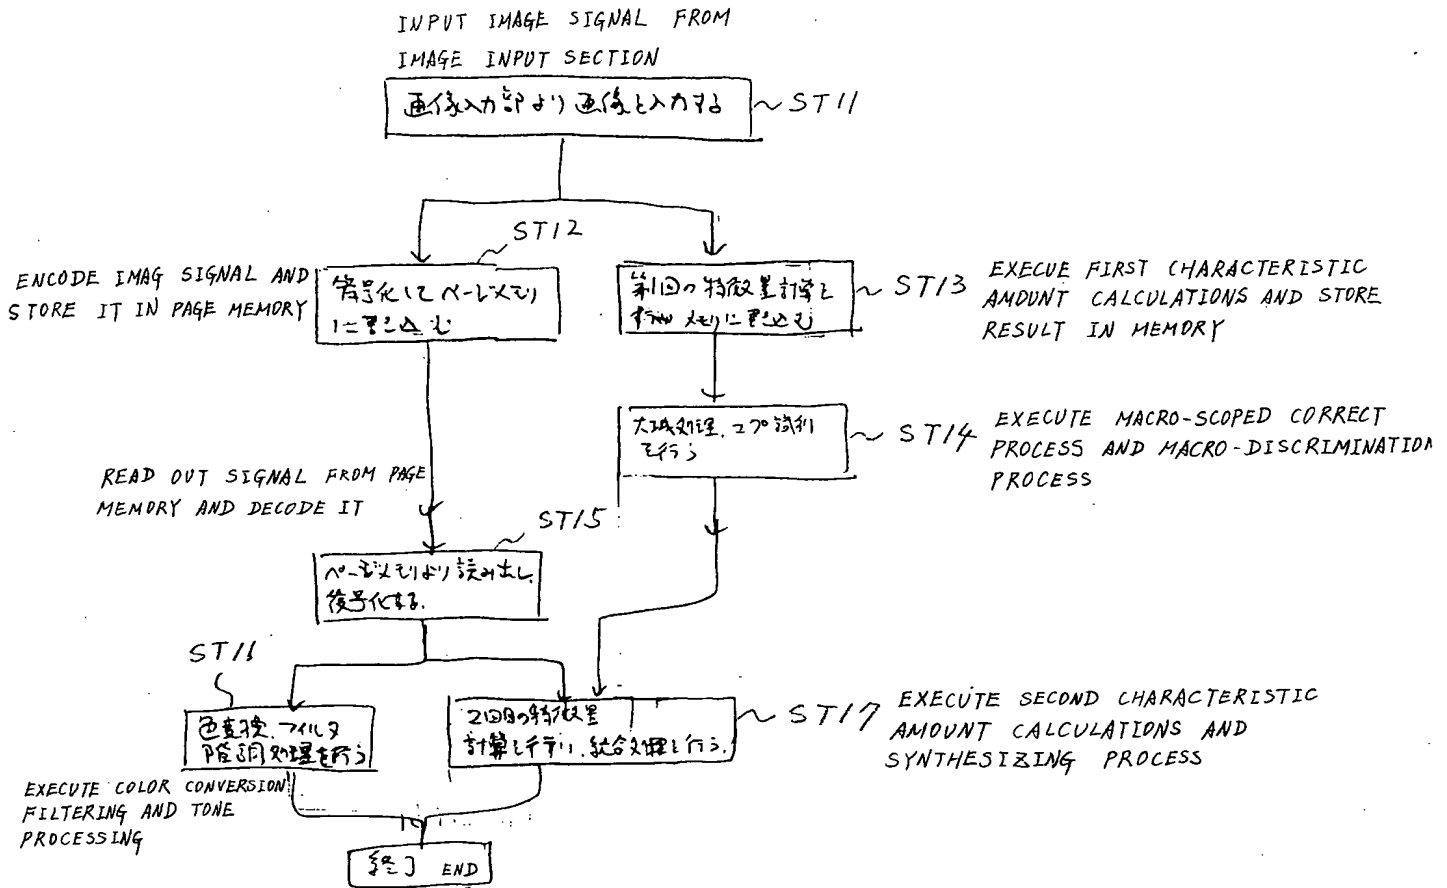 INPUT IMAGE SIGNAL FROM
IMAGE INPUT SECTION
画像入力部より画像を入力する
ST11
ST12
ENCODE IMAG SIGNAL AND
STORE IT IN PAGE MEMORY
符号化してページメモリ
に書き込む
第1回の特徴量計算を
メモリに書き込む
ST13
EXECUE FIRST CHARACTERISTIC
AMOUNT CALCULATIONS AND STORE
RESULT IN MEMORY
大域処理、マクロ識別
を行う
ST14
EXECUTE MACRO-SCOPED CORRECT
PROCESS AND MACRO-DISCRIMINATION
PROCESS
READ OUT SIGNAL FROM PAGE
MEMORY AND DECODE IT
ST15
ページメモリより読み出し、
復号化する。
ST16
色変換、フィルタ
階調処理を行う
EXECUTE COLOR CONVERSION
FILTERING AND TONE
PROCESSING
2回目の特徴量
計算を行い、統合処理を行う。
ST17
EXECUTE SECOND CHARACTERISTIC
AMOUNT CALCULATIONS AND
SYNTHESIZING PROCESS
終了 END